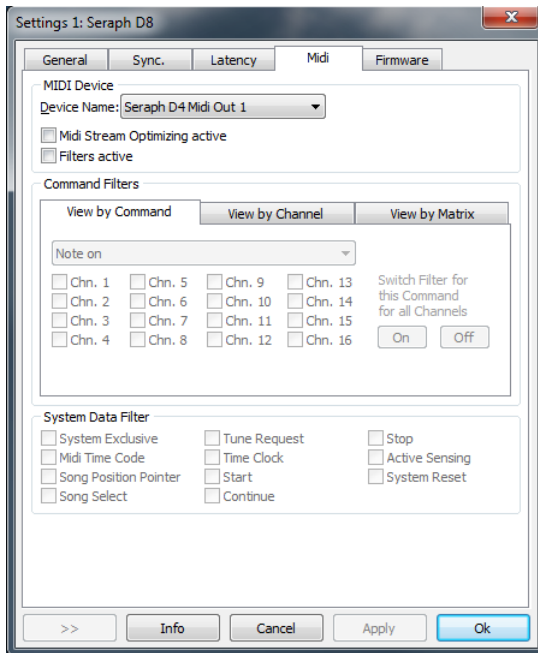 Settings 1: Seraph D8
x
General Sync. Latency Midi Firmware
MIDI Device
Device Name: Seraph D4 Midi Out 1
Midi Stream Optimizing active
Filters active
Command Filters
View by Command View by Channel View by Matrix
Note on
Chn. 1 Chn. 5 Chn. 9 Chn. 13 Switch Filter for
Chn. 2 Chn. 6 Chn. 10 Chn. 14 this Command
Chn. 3 Chn. 7 Chn. 11 Chn. 15 for all Channels
Chn. 4 Chn. 8 Chn. 12 Chn. 16 On Off
System Data Filter
System Exclusive Tune Request Stop
Midi Time Code Time Clock Active Sensing
Song Position Pointer Start System Reset
Song Select Continue
>> Info Cancel Apply Ok